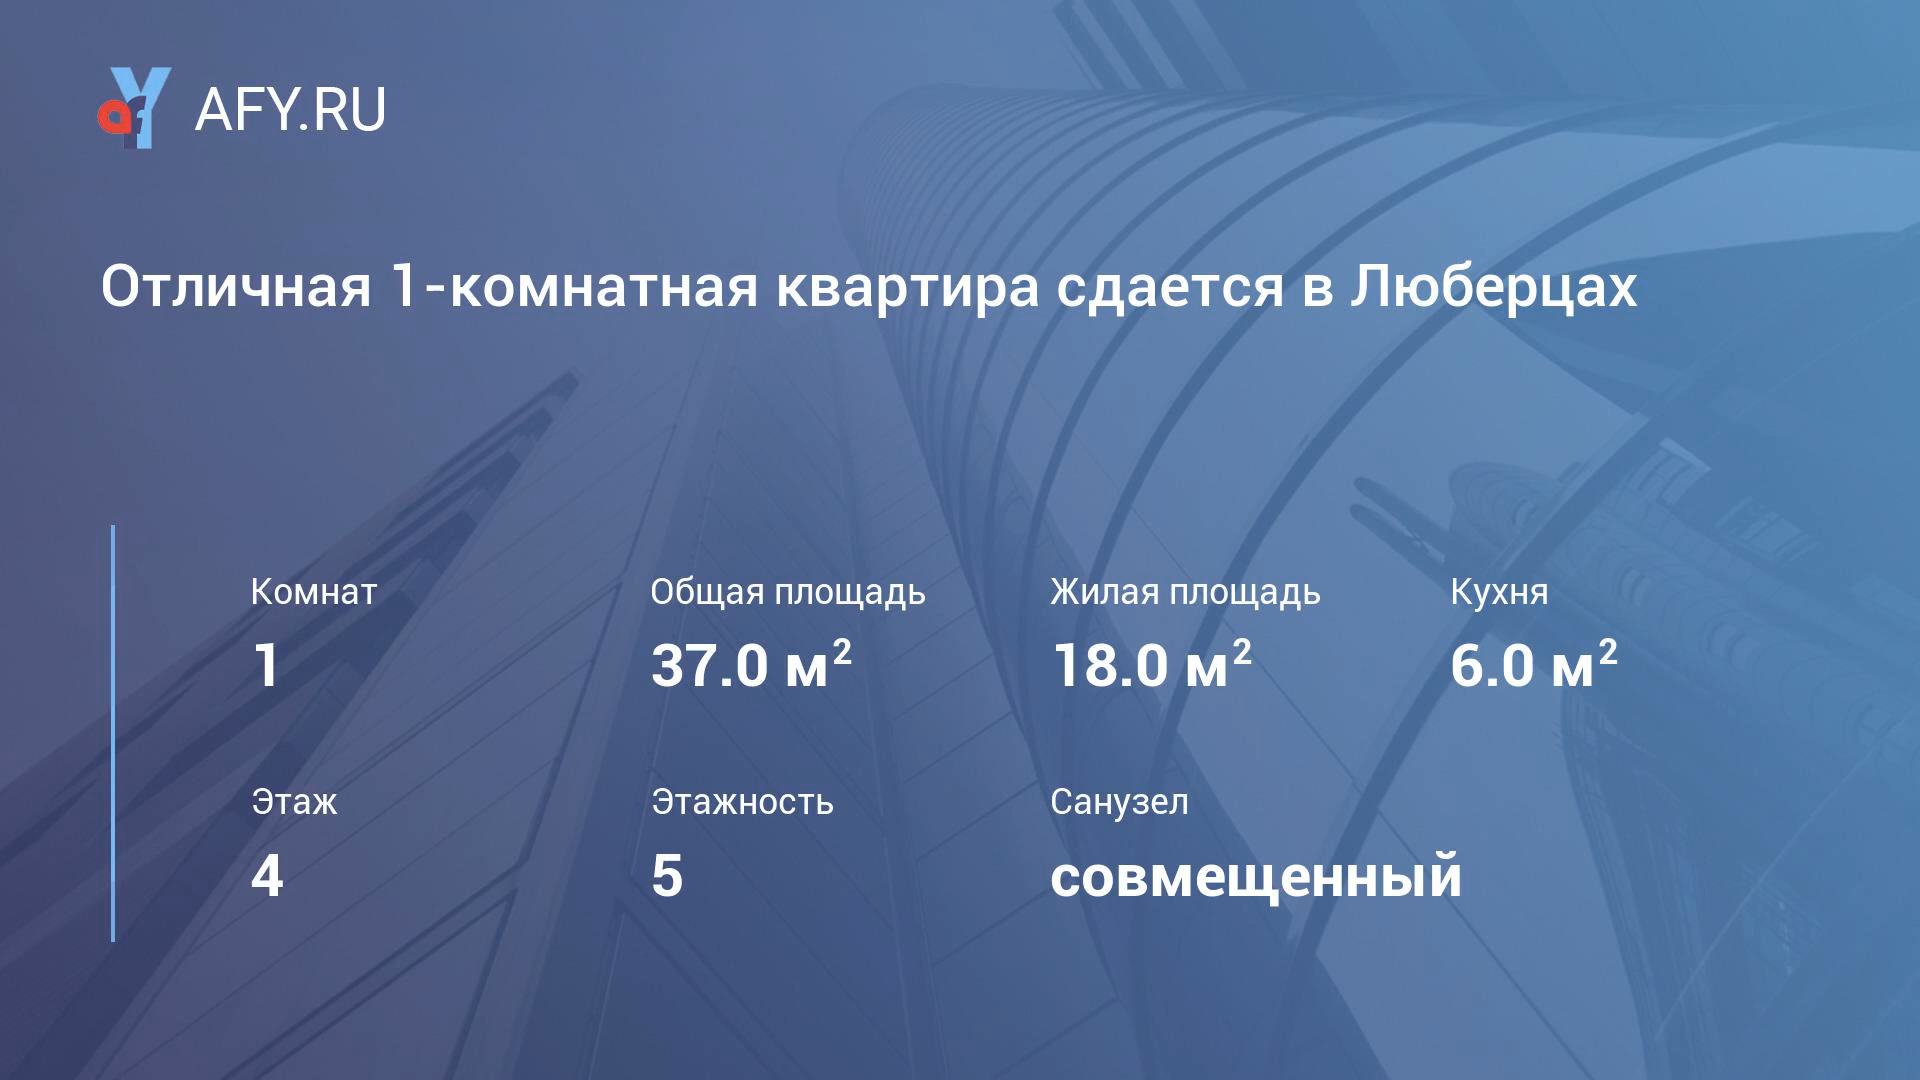 aYf AFY.RU
Отличная 1-комнатная квартира сдается в Люберцах
Комнат Общая площадь Жилая площадь Кухня
1 37.0 м² 18.0 м² 6.0 м²
Этаж Этажность Санузел
4 5 совмещенный